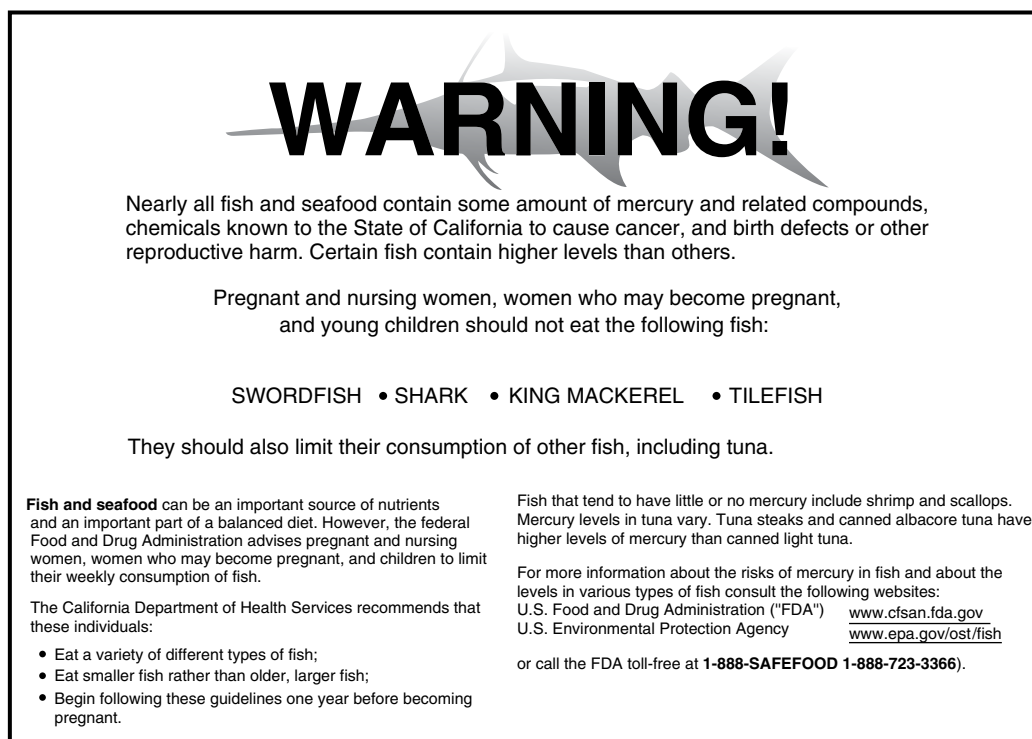 WARNING!
Nearly all fish and seafood contain some amount of mercury and related compounds,
chemicals known to the State of California to cause cancer, and birth defects or other
reproductive harm. Certain fish contain higher levels than others.
Pregnant and nursing women, women who may become pregnant,
and young children should not eat the following fish:
SWORDFISH • SHARK • KING MACKEREL • TILEFISH
They should also limit their consumption of other fish, including tuna.
Fish and seafood can be an important source of nutrients
and an important part of a balanced diet. However, the federal
Food and Drug Administration advises pregnant and nursing
women, women who may become pregnant, and children to limit
their weekly consumption of fish.
The California Department of Health Services recommends that
these individuals:
• Eat a variety of different types of fish;
• Eat smaller fish rather than older, larger fish;
• Begin following these guidelines one year before becoming
pregnant.
Fish that tend to have little or no mercury include shrimp and scallops.
Mercury levels in tuna vary. Tuna steaks and canned albacore tuna have
higher levels of mercury than canned light tuna.
For more information about the risks of mercury in fish and about the
levels in various types of fish consult the following websites:
U.S. Food and Drug Administration ("FDA") www.cfsan.fda.gov
U.S. Environmental Protection Agency www.epa.gov/ost/fish
or call the FDA toll-free at 1-888-SAFEFOOD 1-888-723-3366).